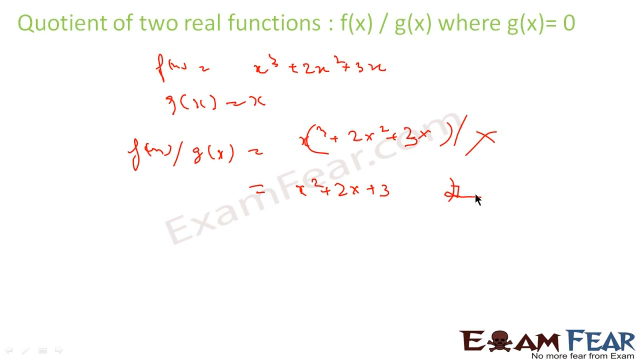 Quotient of two real functions : f(x) / g(x) where g(x)= 0
f(x) = x³ + 2x² + 3x
g(x) = x
f(x) / g(x) = x(³ + 2x² + 3x) / x
= x² + 2x + 3
ExamFear.com
EXAM FEAR
No more fear from Exam